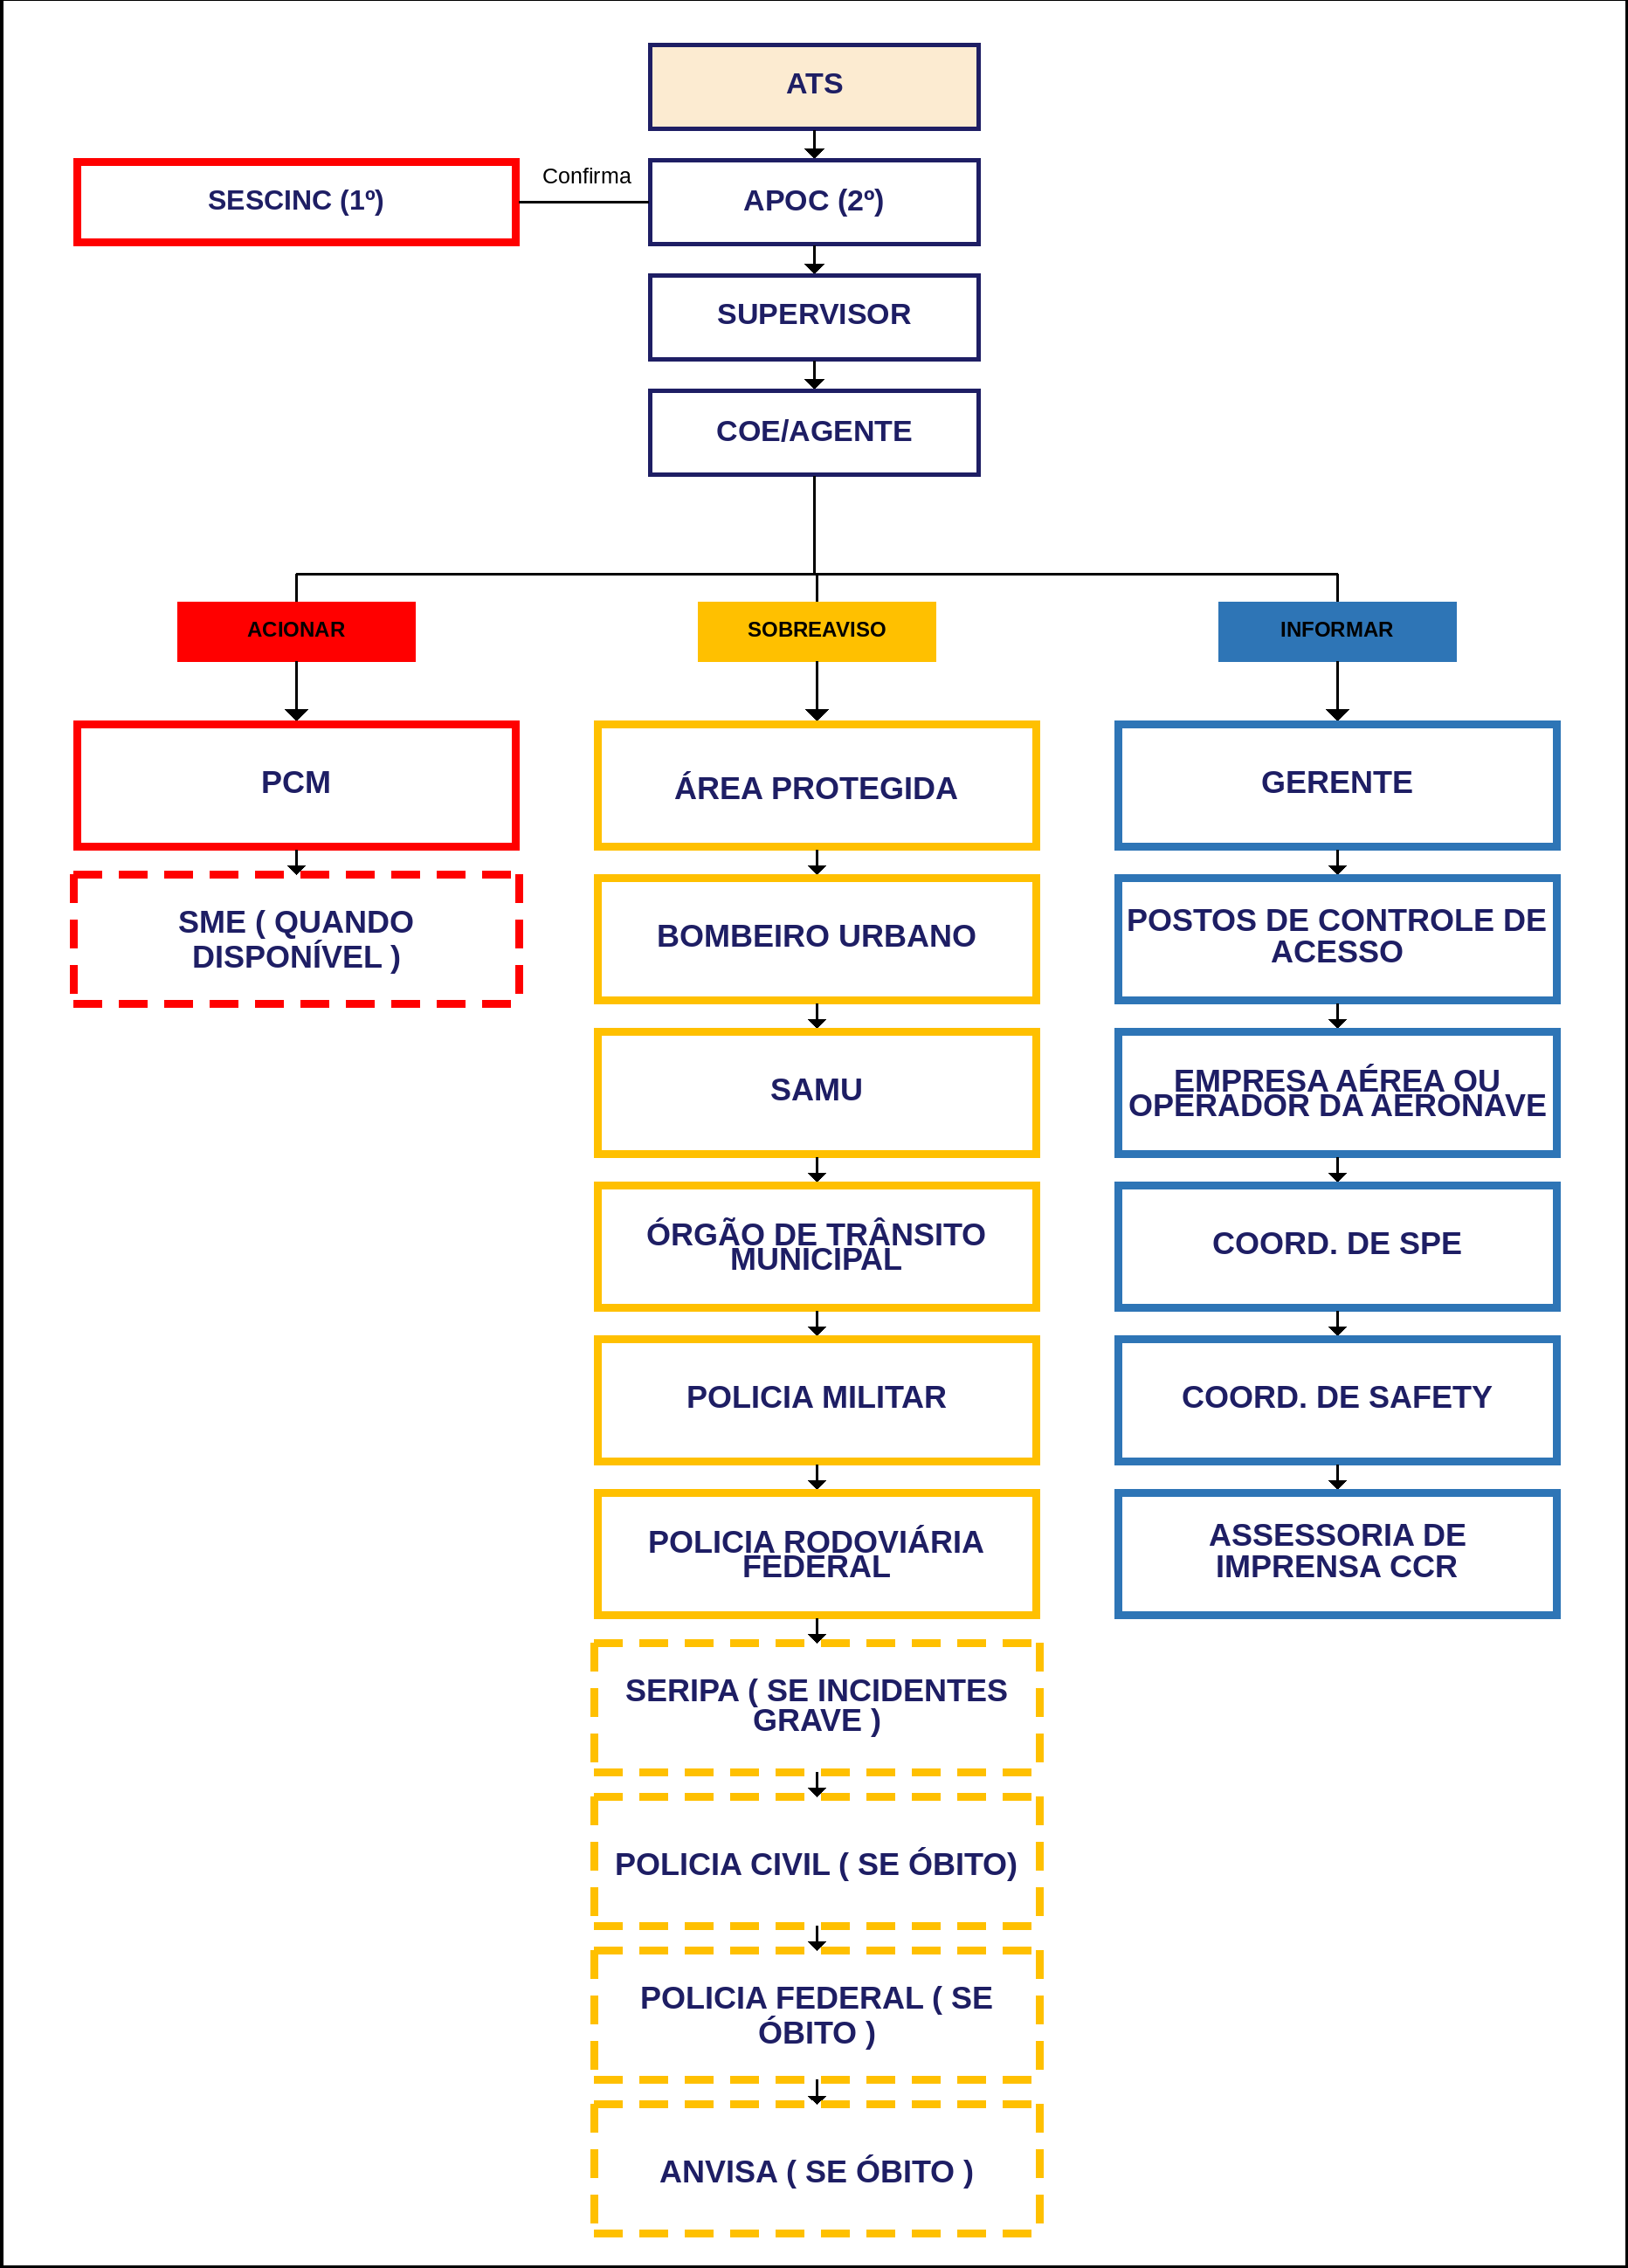 ATS
Confirma
SESCINC (1º)
APOC (2º)
SUPERVISOR
COE/AGENTE
ACIONAR
SOBREAVISO
INFORMAR
PCM
SME ( QUANDO
DISPONÍVEL )
ÁREA PROTEGIDA
BOMBEIRO URBANO
SAMU
ÓRGÃO DE TRÂNSITO
MUNICIPAL
POLICIA MILITAR
POLICIA RODOVIÁRIA
FEDERAL
SERIPA ( SE INCIDENTES
GRAVE )
POLICIA CIVIL ( SE ÓBITO)
POLICIA FEDERAL ( SE
ÓBITO )
ANVISA ( SE ÓBITO )
GERENTE
POSTOS DE CONTROLE DE
ACESSO
EMPRESA AÉREA OU
OPERADOR DA AERONAVE
COORD. DE SPE
COORD. DE SAFETY
ASSESSORIA DE
IMPRENSA CCR